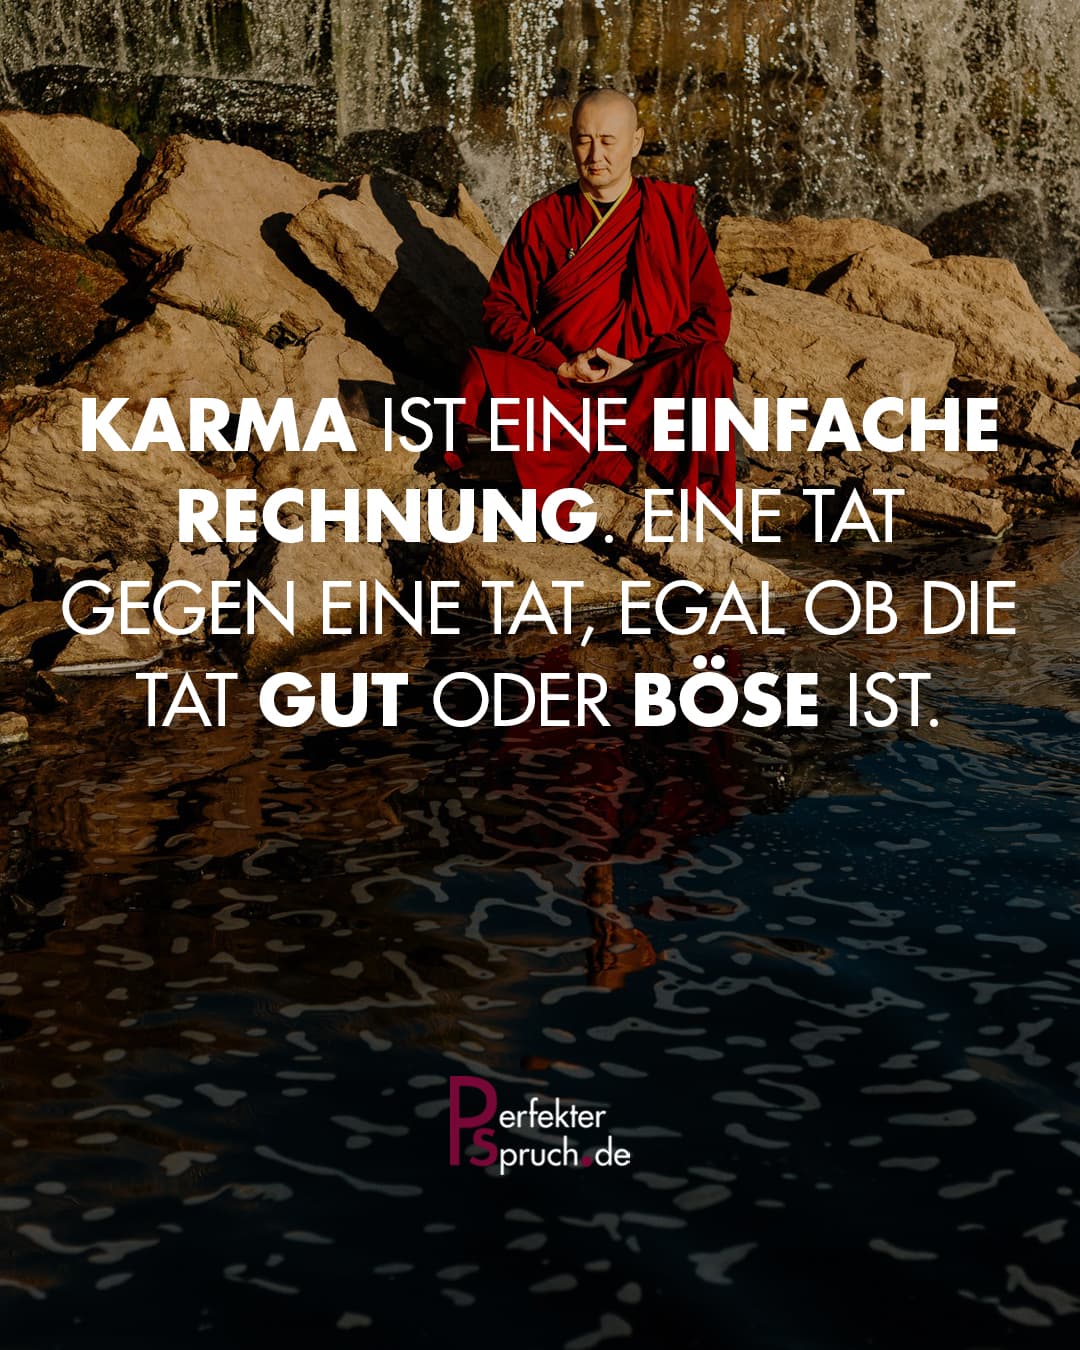 KARMA IST EINE EINFACHE
RECHNUNG. EINE TAT
GEGEN EINE TAT, EGAL OB DIE
TAT GUT ODER BÖSE IST.
Perfekter
Spruch.de